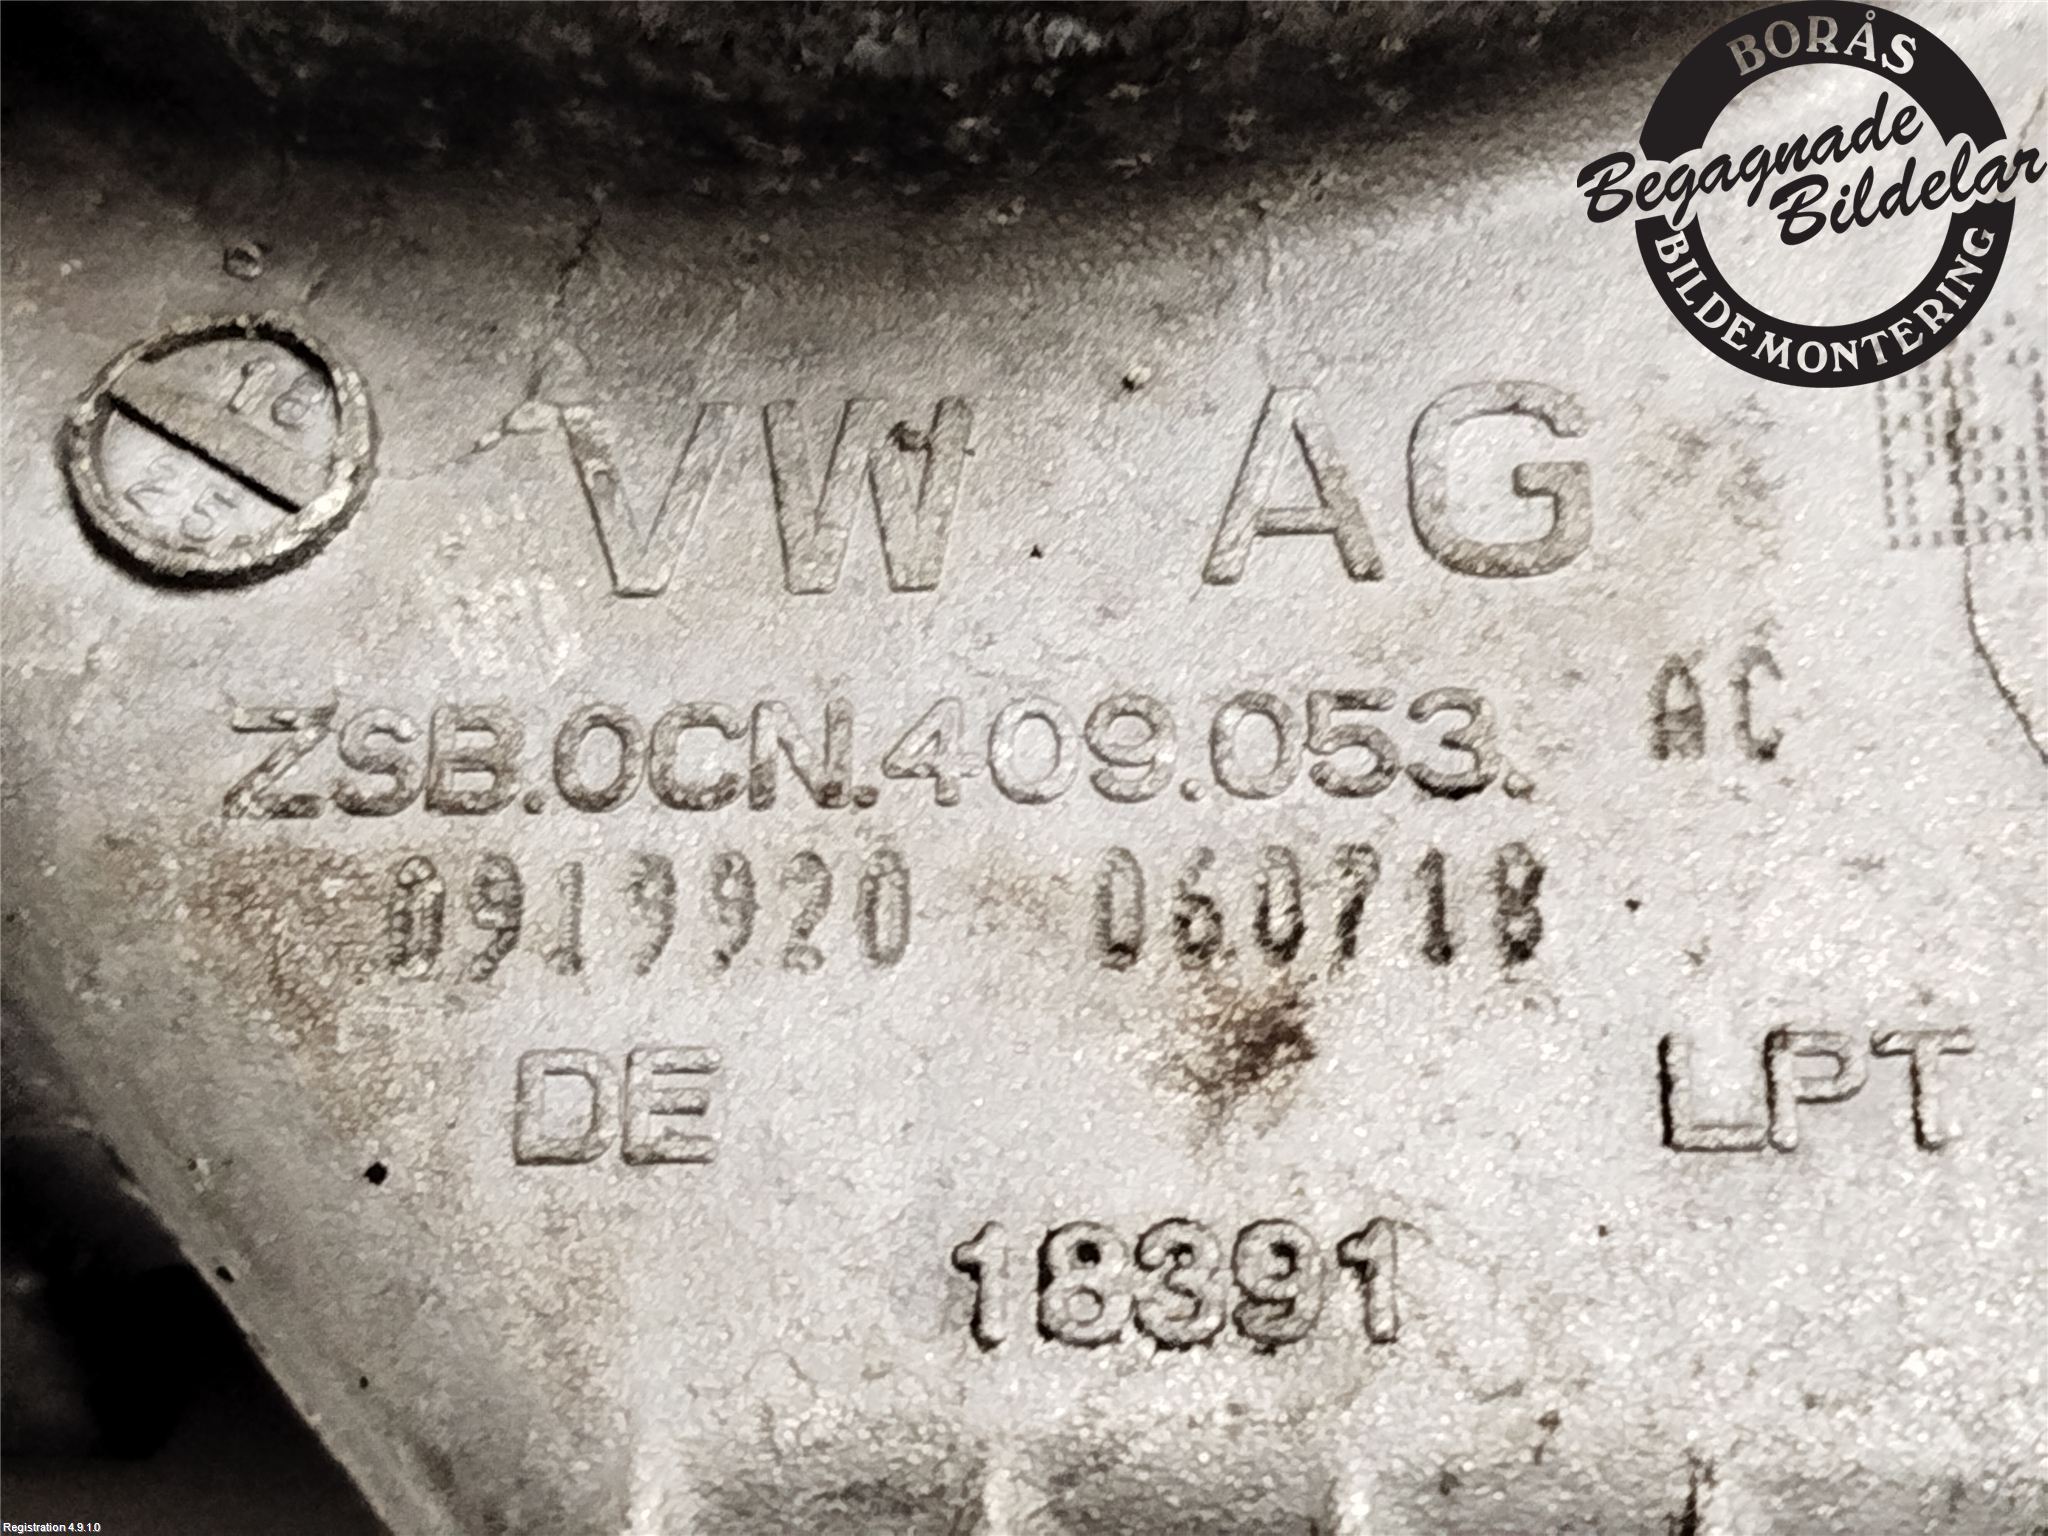 BORÅS
Begagnade
Bildelar
BILDEMONTERING
18
25
VW AG
ZSB.0CN.409.053. AC
0919920 060718
DE
LPT
18391
Registration 4.9.1.0